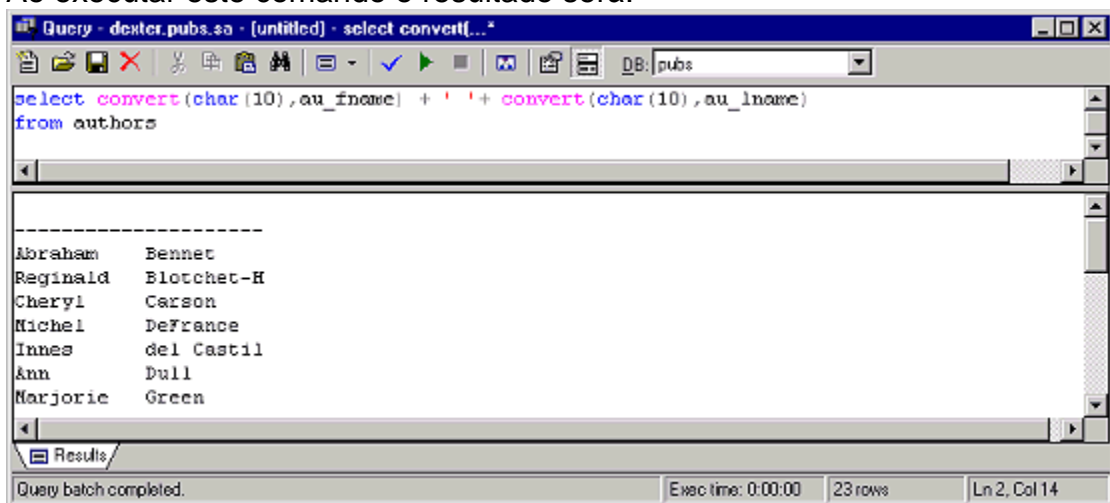 Ao executar este comando o resultado será:
Query - dexter.pubs.sa - (untitled) - select convert(...*
DB: pubs
select convert(char(10),au_fname) + ' '+ convert(char(10),au_lname)
from authors
---------------------
Abraham Bennet
Reginald Blotchet-H
Cheryl Carson
Michel DeFrance
Innes del Castil
Ann Dull
Marjorie Green
Results
Query batch completed. Exec time: 0:00:00 23 rows Ln 2, Col 14